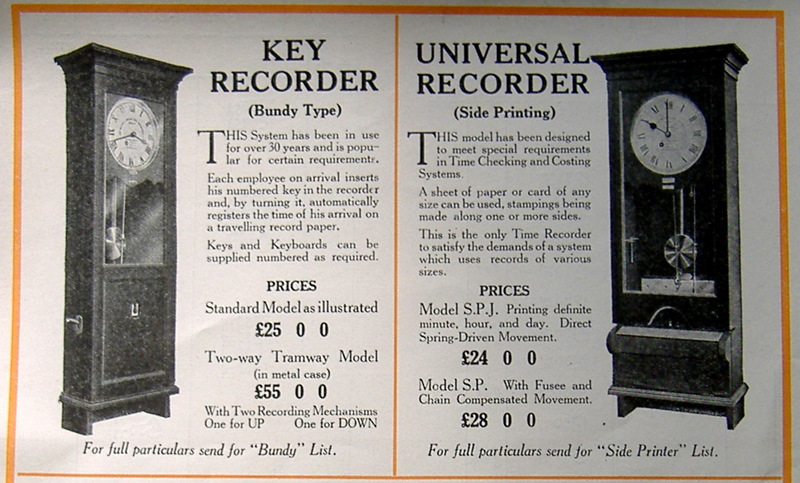 KEY
RECORDER
(Bundy Type)
THIS System has been in use
for over 30 years and is popu-
lar for certain requirements.
Each employee on arrival inserts
his numbered key in the recorder
and, by turning it, automatically
registers the time of his arrival on
a travelling record paper.
Keys and Keyboards can be
supplied numbered as required.
PRICES
Standard Model as illustrated
£25 0 0
Two-way Tramway Model
(in metal case)
£55 0 0
With Two Recording Mechanisms
One for UP One for DOWN
For full particulars send for "Bundy" List.
UNIVERSAL
RECORDER
(Side Printing)
THIS model has been designed
to meet special requirements
in Time Checking and Costing
Systems.
A sheet of paper or card of any
size can be used, stampings being
made along one or more sides.
This is the only Time Recorder
to satisfy the demands of a system
which uses records of various
sizes.
PRICES
Model S.P.J. Printing definite
minute, hour, and day. Direct
Spring-Driven Movement.
£24 0 0
Model S.P. With Fusee and
Chain Compensated Movement.
£28 0 0
For full particulars send for "Side Printer" List.